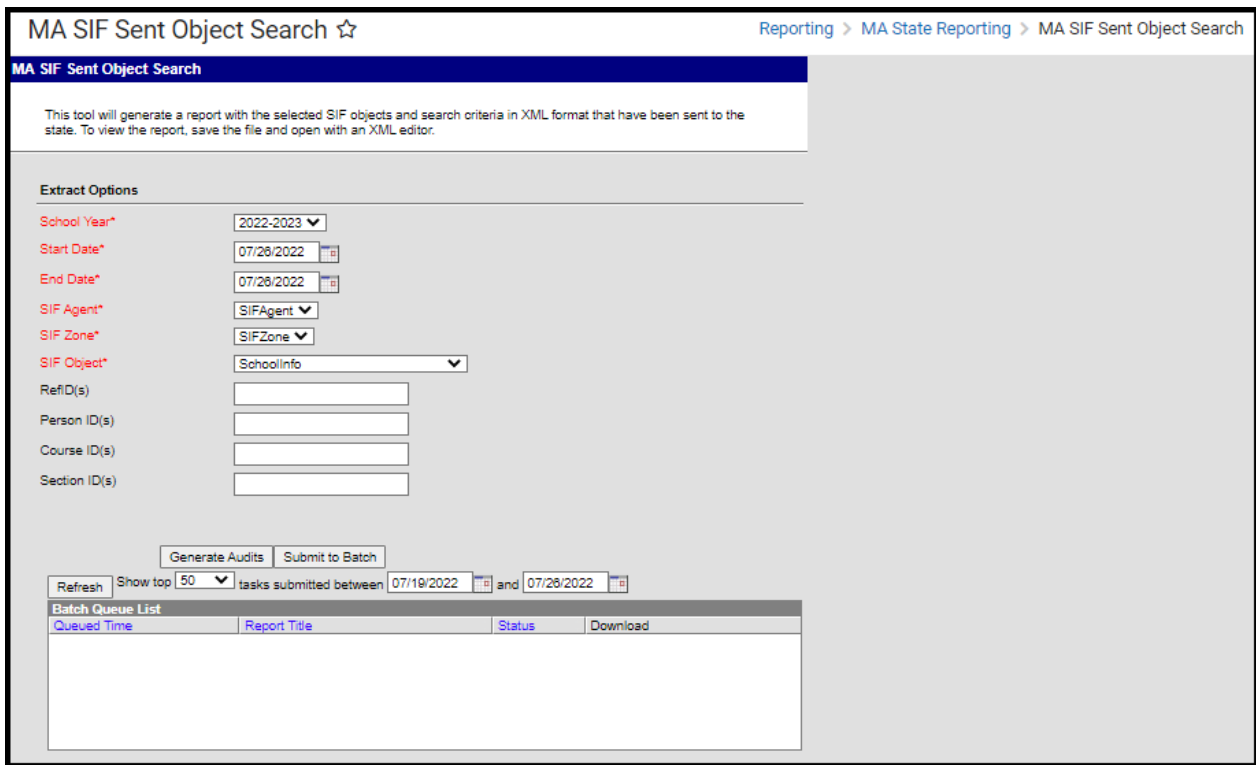 MA SIF Sent Object Search ☆ Reporting > MA State Reporting > MA SIF Sent Object Search
MA SIF Sent Object Search
This tool will generate a report with the selected SIF objects and search criteria in XML format that have been sent to the
state. To view the report, save the file and open with an XML editor.
Extract Options
School Year* 2022-2023
Start Date* 07/26/2022
End Date* 07/26/2022
SIF Agent* SIFAgent
SIF Zone* SIFZone
SIF Object* SchoolInfo
RefID(s)
Person ID(s)
Course ID(s)
Section ID(s)
Generate Audits Submit to Batch
Refresh Show top 50 tasks submitted between 07/19/2022 and 07/26/2022
Batch Queue List
Queued Time Report Title Status Download